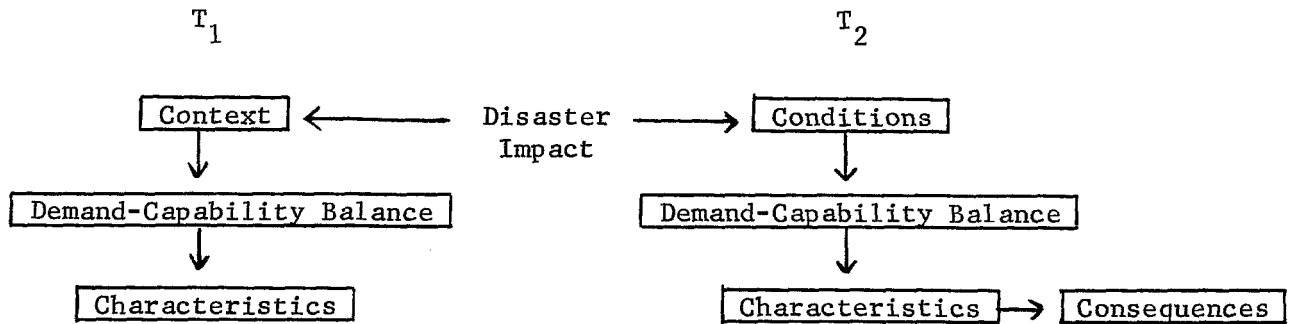 T1 T2
Context Disaster Conditions
Impact
Demand-Capability Balance Demand-Capability Balance
Characteristics Characteristics Consequences